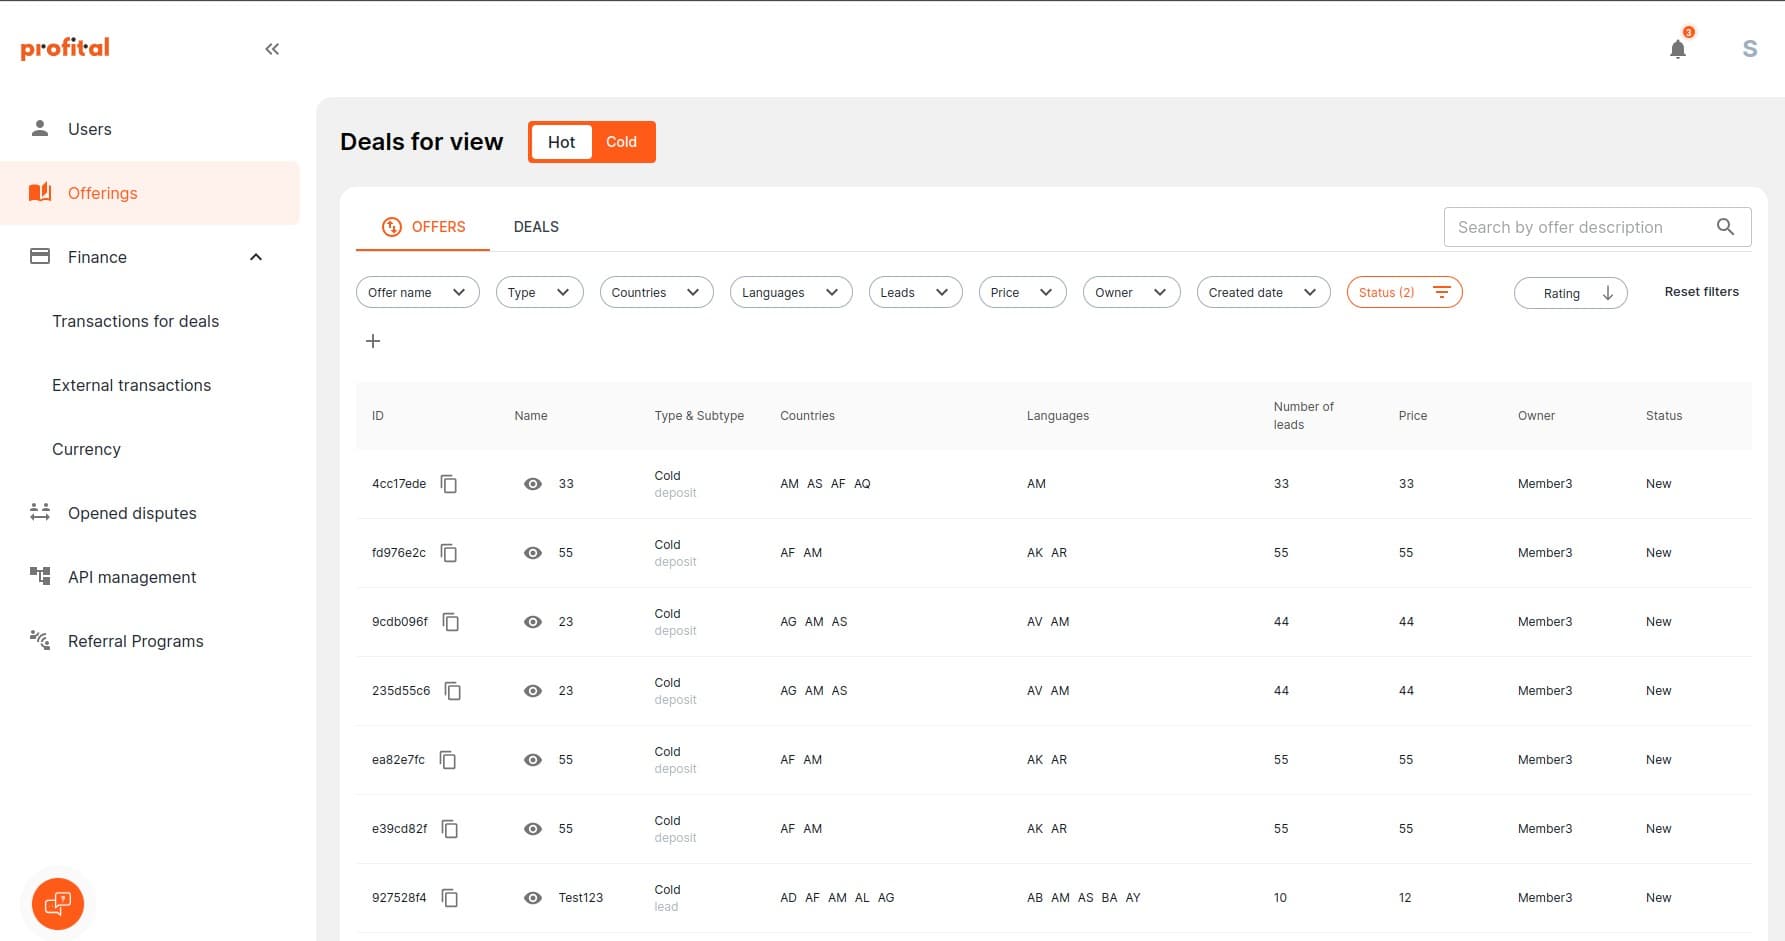 profital
3
S
Users
Offerings
Finance
Transactions for deals
External transactions
Currency
Opened disputes
API management
Referral Programs
Deals for view Hot Cold
OFFERS DEALS Search by offer description
Offer name Type Countries Languages Leads Price Owner Created date Status (2) Rating Reset filters
ID Name Type & Subtype Countries Languages Number of leads Price Owner Status
4cc17ede 33 Cold deposit AM AS AF AQ AM 33 33 Member3 New
fd976e2c 55 Cold deposit AF AM AK AR 55 55 Member3 New
9cdb096f 23 Cold deposit AG AM AS AV AM 44 44 Member3 New
235d55c6 23 Cold deposit AG AM AS AV AM 44 44 Member3 New
ea82e7fc 55 Cold deposit AF AM AK AR 55 55 Member3 New
e39cd82f 55 Cold deposit AF AM AK AR 55 55 Member3 New
927528f4 Test123 Cold lead AD AF AM AL AG AB AM AS BA AY 10 12 Member3 New